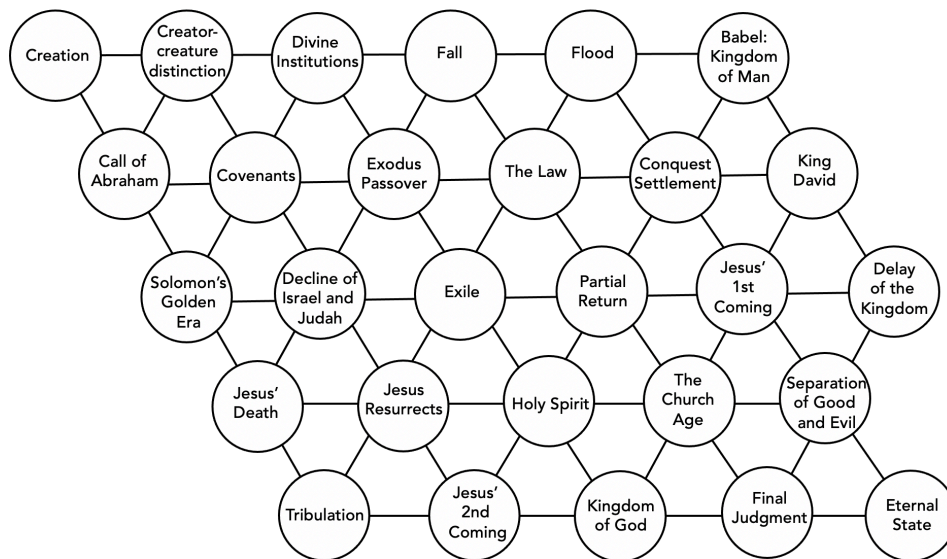 Creation
Creator-
creature
distinction
Divine
Institutions
Fall
Flood
Babel:
Kingdom
of Man
Call of
Abraham
Covenants
Exodus
Passover
The Law
Conquest
Settlement
King
David
Solomon's
Golden
Era
Decline of
Israel and
Judah
Exile
Partial
Return
Jesus'
1st
Coming
Delay
of the
Kingdom
Jesus'
Death
Jesus
Resurrects
Holy Spirit
The
Church
Age
Separation
of Good
and Evil
Tribulation
Jesus'
2nd
Coming
Kingdom
of God
Final
Judgment
Eternal
State